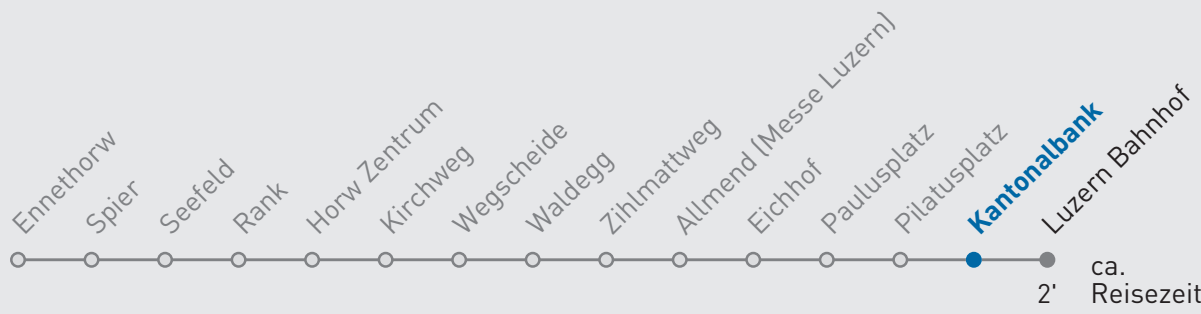 Ennethorw
Spier
Seefeld
Rank
Horw Zentrum
Kirchweg
Wegscheide
Waldegg
Zihlmattweg
Allmend (Messe Luzern)
Eichhof
Paulusplatz
Pilatusplatz
Kantonalbank
Luzern Bahnhof
ca.
2' Reisezeit